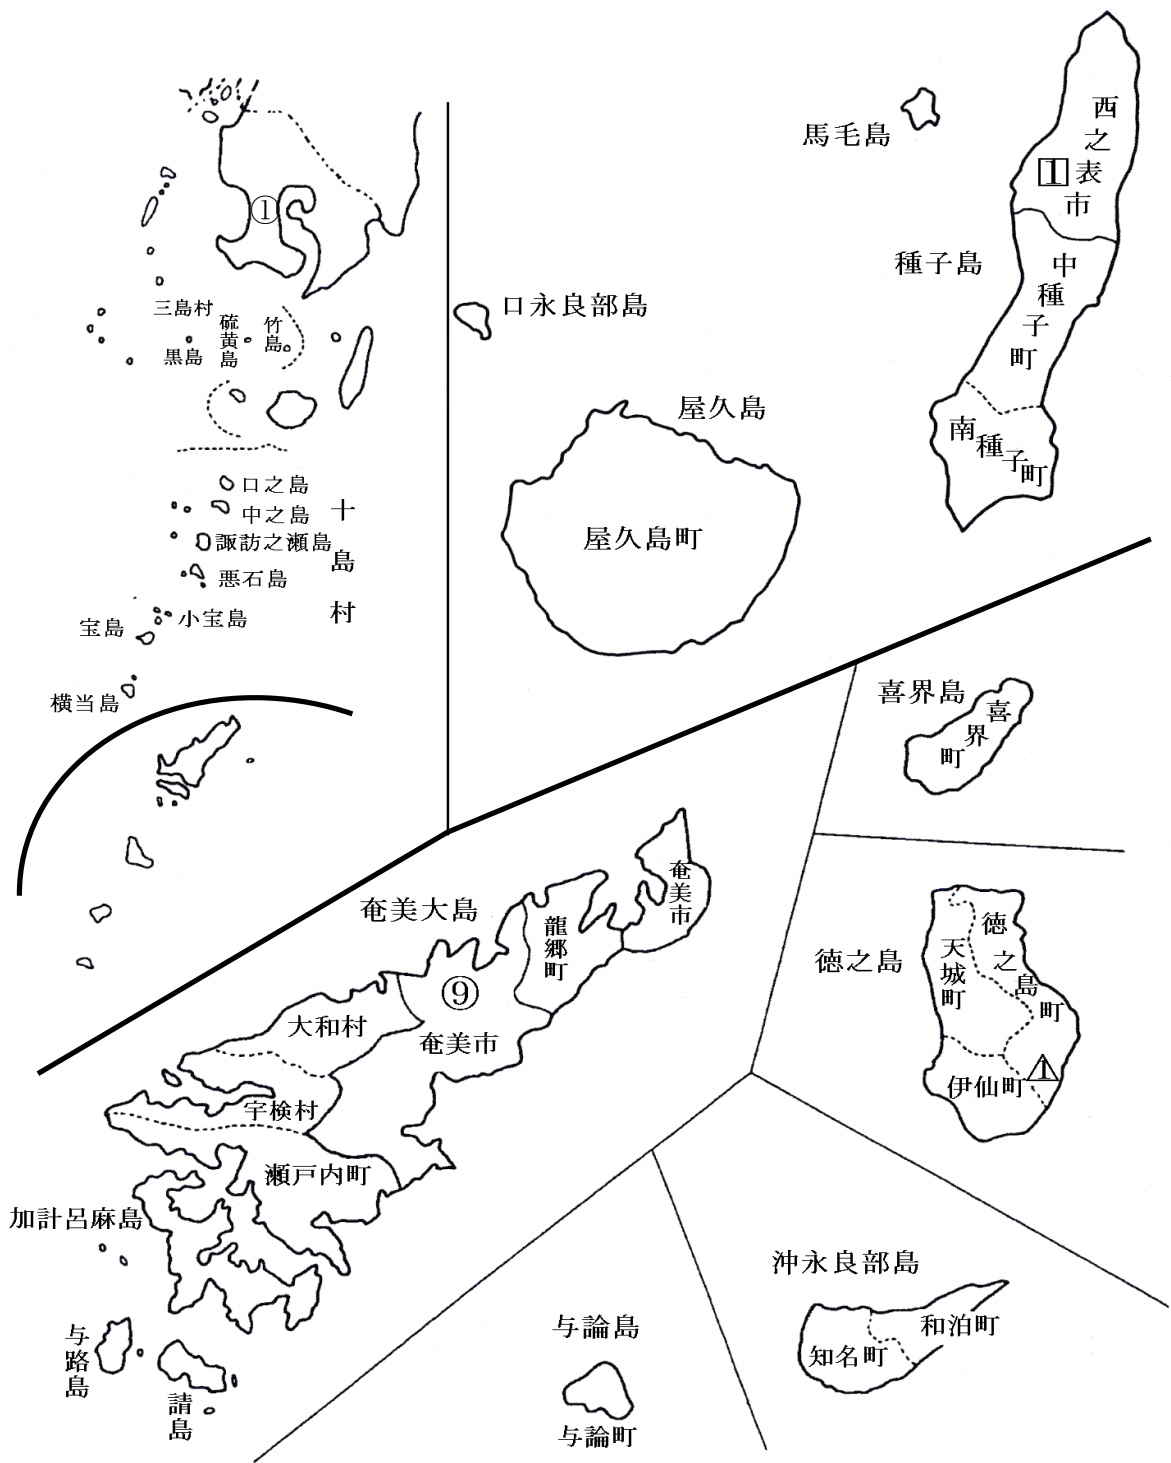 ①
三島村
黒島
硫黄島
竹島
口之島
中之島
諏訪之瀬島
悪石島
小宝島
宝島
横当島
十島村
馬毛島
西之表市
1
種子島
中種子町
南種子町
口永良部島
屋久島
屋久島町
喜界島
喜界町
奄美大島
奄美市
龍郷町
⑨
奄美市
大和村
宇検村
瀬戸内町
加計呂麻島
与路島
請島
徳之島
天城町
徳之島町
伊仙町
1
沖永良部島
和泊町
知名町
与論島
与論町